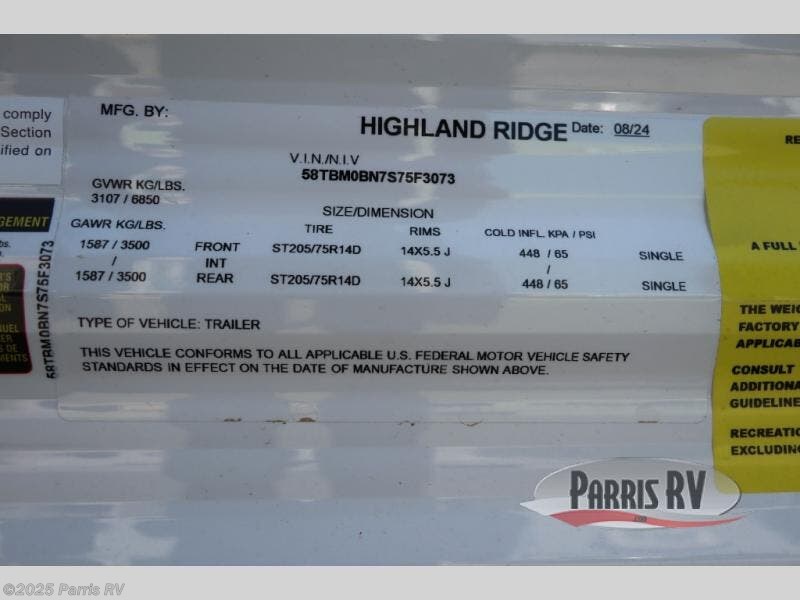 comply
Section
ified on
AGEMENT
58TBM0BN7S75F3073
MFG. BY:
HIGHLAND RIDGE Date: 08/24
V.I.N./N.I.V
58TBM0BN7S75F3073
GVWR KG/LBS.
3107 / 6850
SIZE/DIMENSION
GAWR KG/LBS. TIRE RIMS COLD INFL. KPA / PSI
1587 / 3500 FRONT ST205/75R14D 14X5.5 J 448 / 65 SINGLE
/ INT /
1587 / 3500 REAR ST205/75R14D 14X5.5 J 448 / 65 SINGLE
TYPE OF VEHICLE: TRAILER
THIS VEHICLE CONFORMS TO ALL APPLICABLE U.S. FEDERAL MOTOR VEHICLE SAFETY
STANDARDS IN EFFECT ON THE DATE OF MANUFACTURE SHOWN ABOVE.
RE
A FULL
THE WEIG
FACTORY
APPLICAB
CONSULT
ADDITIONA
GUIDELINE
RECREATIO
EXCLUDING
PARRIS RV
©2025 Parris RV